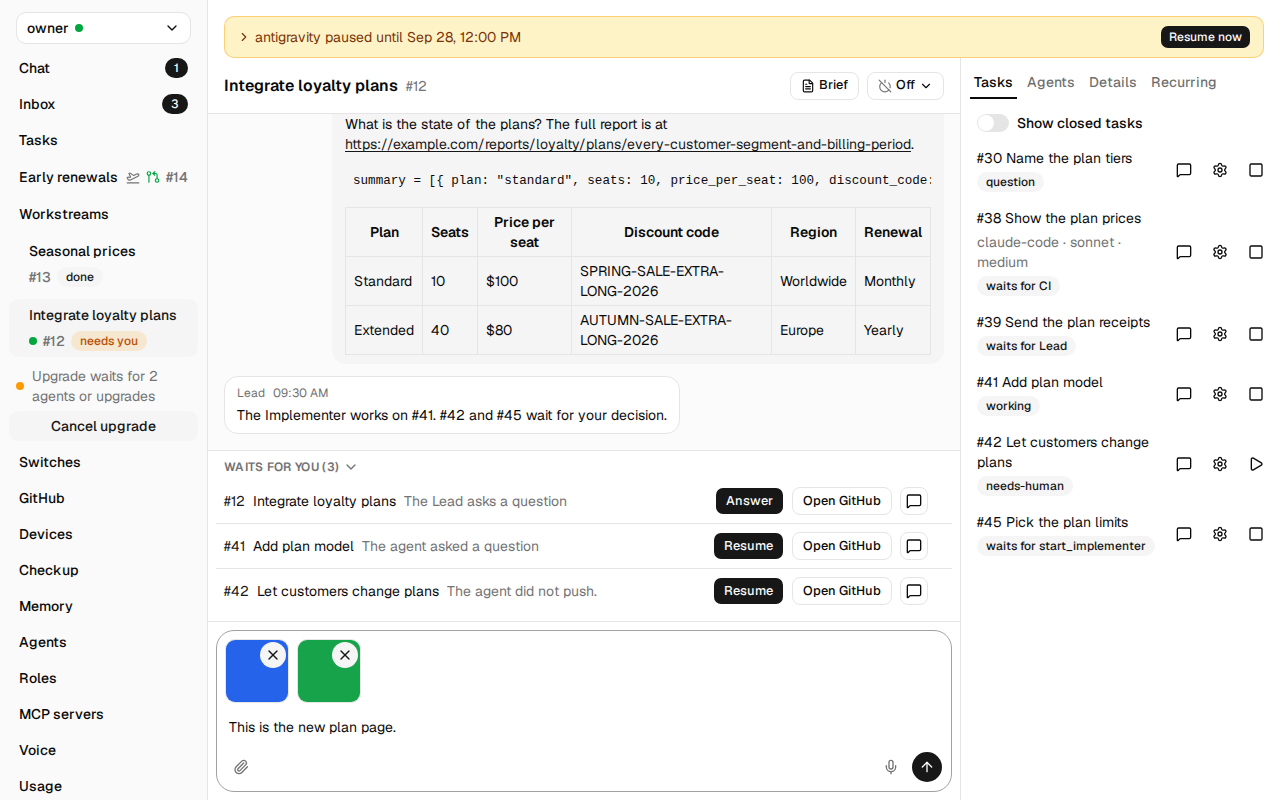 owner
Chat 1
Inbox 3
Tasks
Early renewals #14
Workstreams
Seasonal prices
#13 done
Integrate loyalty plans
#12 needs you
Upgrade waits for 2
agents or upgrades
Cancel upgrade
Switches
GitHub
Devices
Checkup
Memory
Agents
Roles
MCP servers
Voice
Usage
antigravity paused until Sep 28, 12:00 PM
Resume now
Integrate loyalty plans #12
Brief
Off
What is the state of the plans? The full report is at
https://example.com/reports/loyalty/plans/every-customer-segment-and-billing-period.
summary = [{ plan: "standard", seats: 10, price_per_seat: 100, discount_code:
Plan Seats Price per seat Discount code Region Renewal
Standard 10 $100 SPRING-SALE-EXTRA-LONG-2026 Worldwide Monthly
Extended 40 $80 AUTUMN-SALE-EXTRA-LONG-2026 Europe Yearly
Lead 09:30 AM
The Implementer works on #41. #42 and #45 wait for your decision.
WAITS FOR YOU (3)
#12 Integrate loyalty plans The Lead asks a question Answer Open GitHub
#41 Add plan model The agent asked a question Resume Open GitHub
#42 Let customers change plans The agent did not push. Resume Open GitHub
This is the new plan page.
Tasks Agents Details Recurring
Show closed tasks
#30 Name the plan tiers
question
#38 Show the plan prices
claude-code · sonnet ·
medium
waits for CI
#39 Send the plan receipts
waits for Lead
#41 Add plan model
working
#42 Let customers change
plans
needs-human
#45 Pick the plan limits
waits for start_implementer